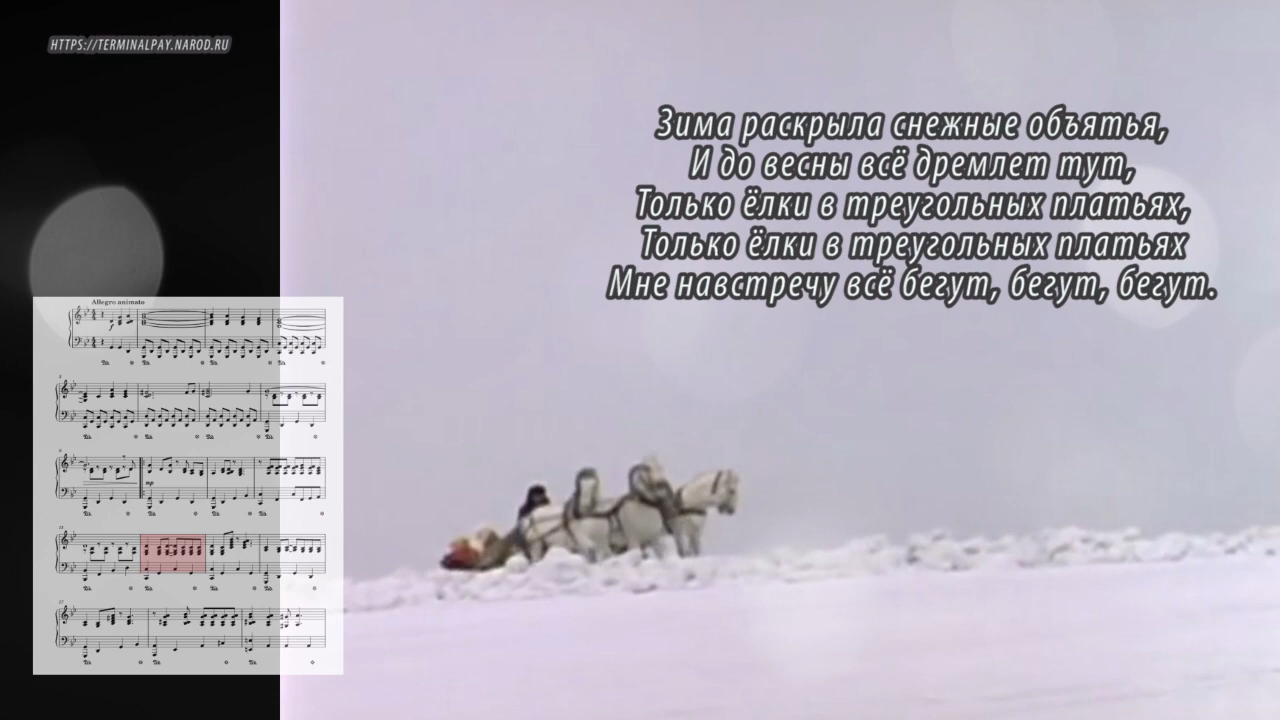 HTTPS://TERMINALPAY.NAROD.RU
Зима раскрыла снежные объятья,
И до весны всё дремлет тут,
Только ёлки в треугольных платьях,
Только ёлки в треугольных платьях
Мне навстречу всё бегут, бегут, бегут.
Allegro animato